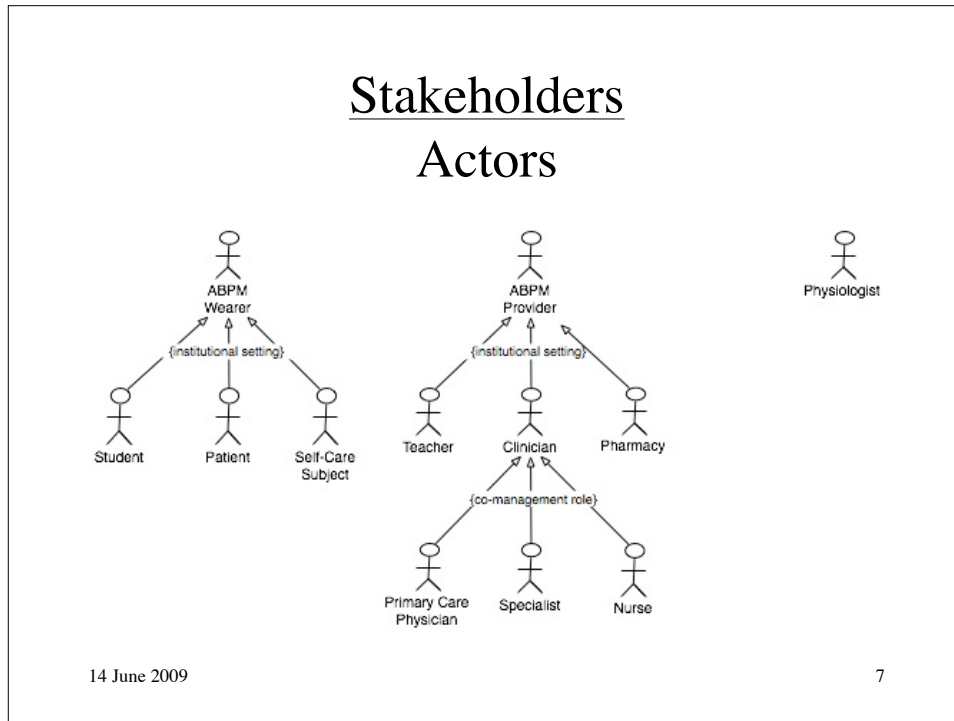 Stakeholders
Actors
ABPM
Wearer
{institutional setting}
Student
Patient
Self-Care
Subject
ABPM
Provider
{institutional setting}
Teacher
Clinician
Pharmacy
{co-management role}
Primary Care
Physician
Specialist
Nurse
Physiologist
14 June 2009
7